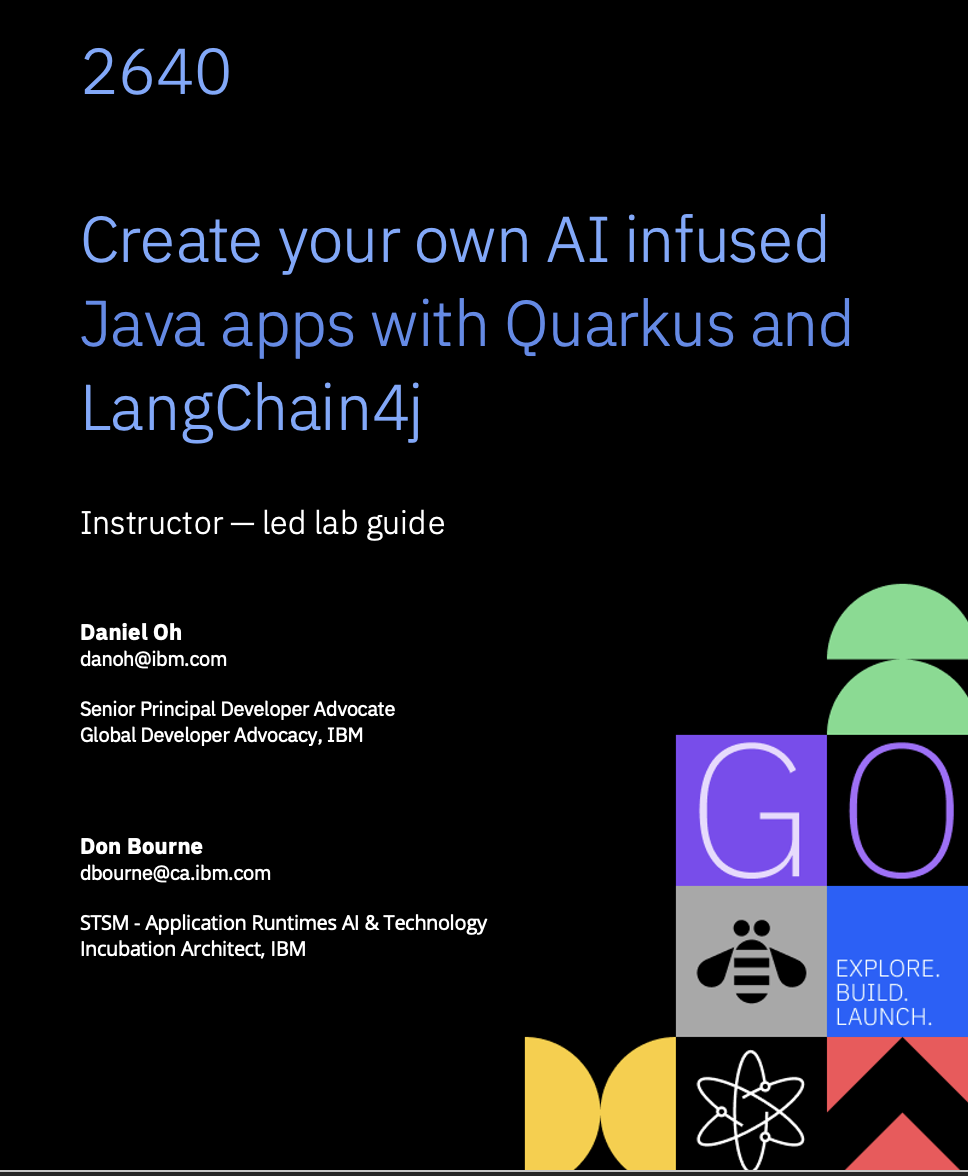 2640
Create your own AI infused
Java apps with Quarkus and
LangChain4j
Instructor — led lab guide
Daniel Oh
danoh@ibm.com
Senior Principal Developer Advocate
Global Developer Advocacy, IBM
Don Bourne
dbourne@ca.ibm.com
STSM - Application Runtimes AI & Technology
Incubation Architect, IBM
GO
EXPLORE.
BUILD.
LAUNCH.